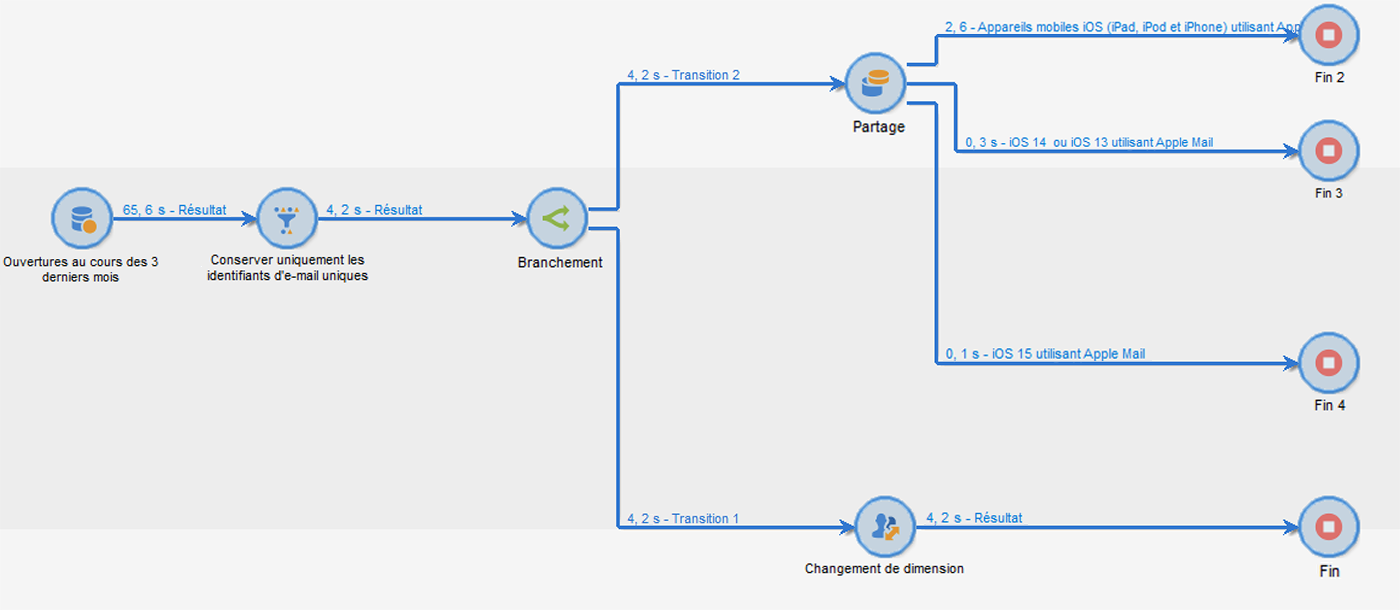 2, 6 - Appareils mobiles iOS (iPad, iPod et iPhone) utilisant App
Fin 2
4, 2 s - Transition 2
Partage
0, 3 s - iOS 14 ou iOS 13 utilisant Apple Mail
Fin 3
65, 6 s - Résultat
4, 2 s - Résultat
Ouvertures au cours des 3
derniers mois
Conserver uniquement les
identifiants d'e-mail uniques
Branchement
0, 1 s - iOS 15 utilisant Apple Mail
Fin 4
4, 2 s - Transition 1
4, 2 s - Résultat
Changement de dimension
Fin